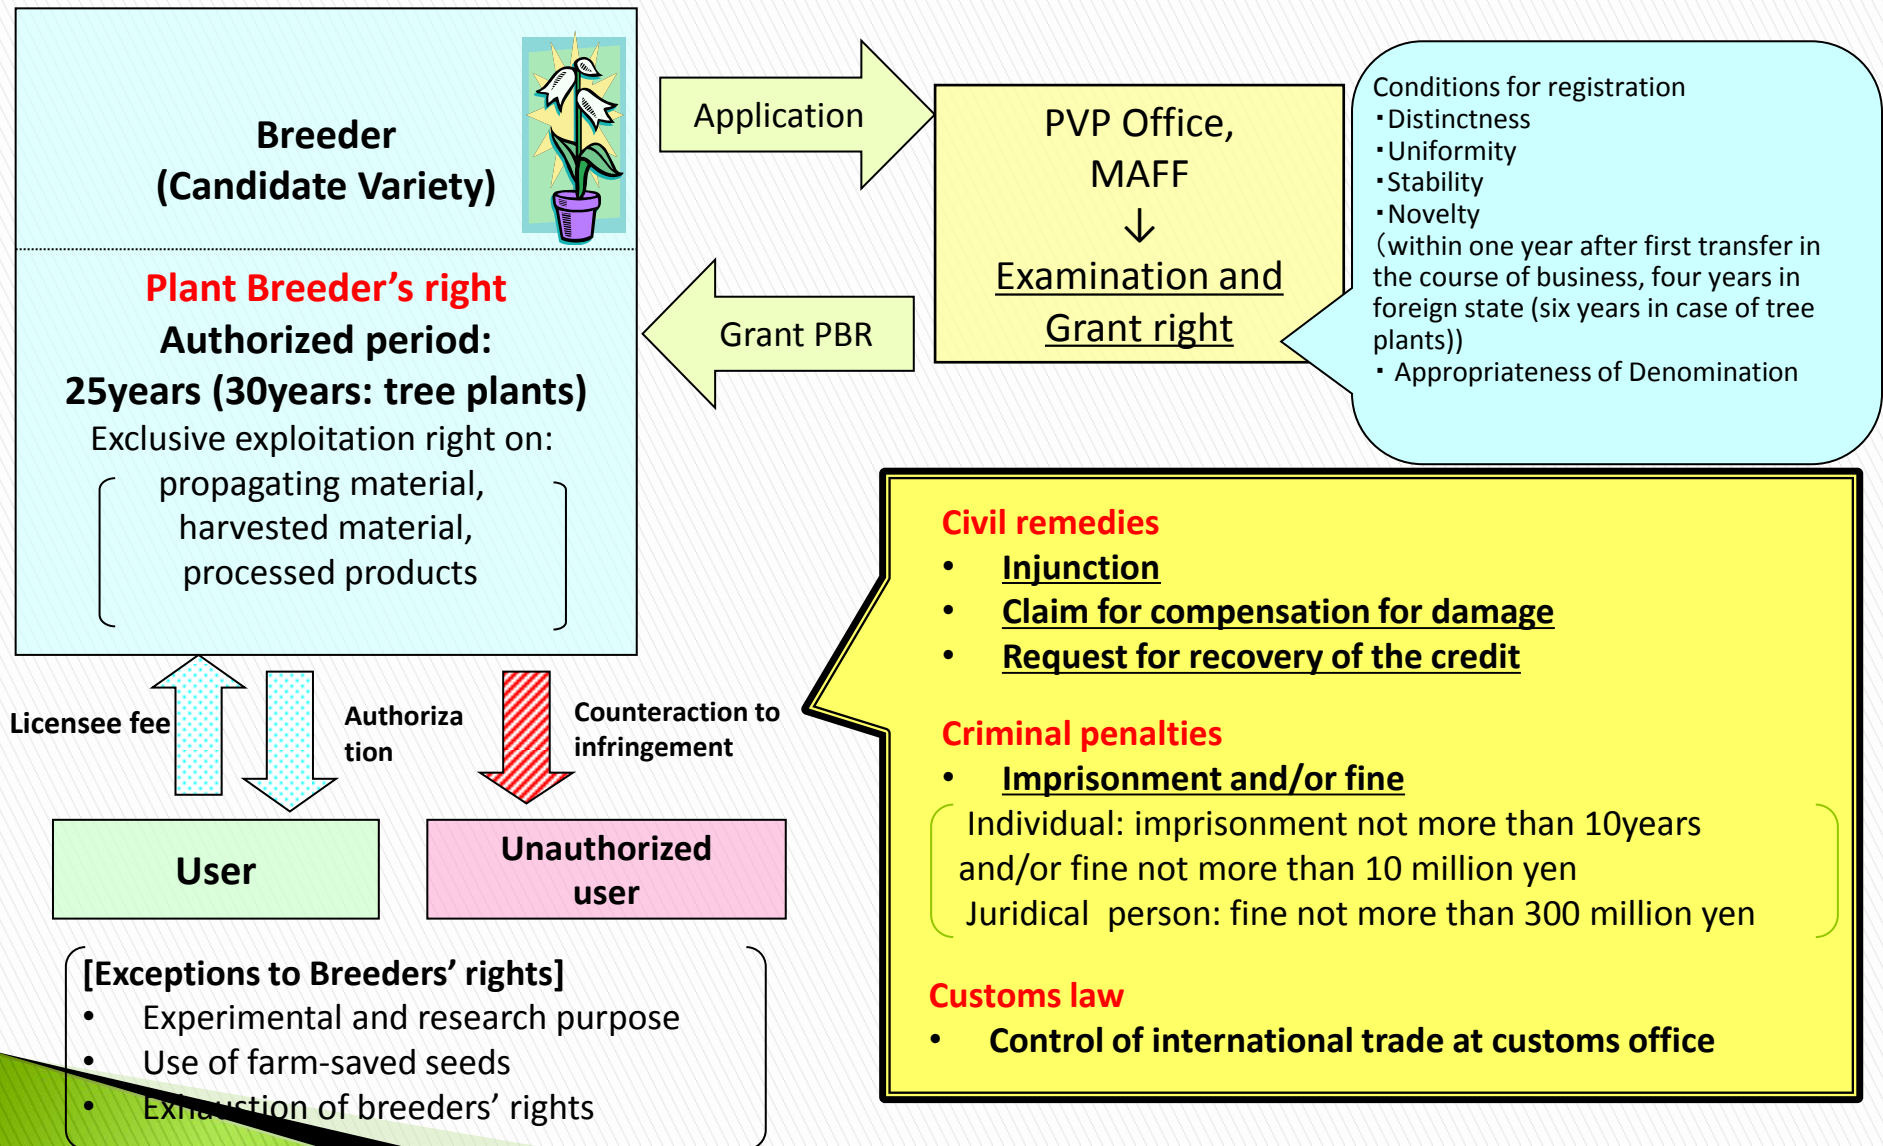 Breeder
(Candidate Variety)
Plant Breeder’s right
Authorized period:
25years (30years: tree plants)
Exclusive exploitation right on:
propagating material,
harvested material,
processed products
Application
Grant PBR
PVP Office,
MAFF
↓
Examination and
Grant right
Conditions for registration
・Distinctness
・Uniformity
・Stability
・Novelty
（within one year after first transfer in
the course of business, four years in
foreign state (six years in case of tree
plants))
・ Appropriateness of Denomination
Licensee fee
Authoriza
tion
Counteraction to
infringement
User
Unauthorized
user
[Exceptions to Breeders’ rights]
• Experimental and research purpose
• Use of farm-saved seeds
• Exhaustion of breeders’ rights
Civil remedies
• Injunction
• Claim for compensation for damage
• Request for recovery of the credit
Criminal penalties
• Imprisonment and/or fine
Individual: imprisonment not more than 10years
and/or fine not more than 10 million yen
Juridical person: fine not more than 300 million yen
Customs law
• Control of international trade at customs office